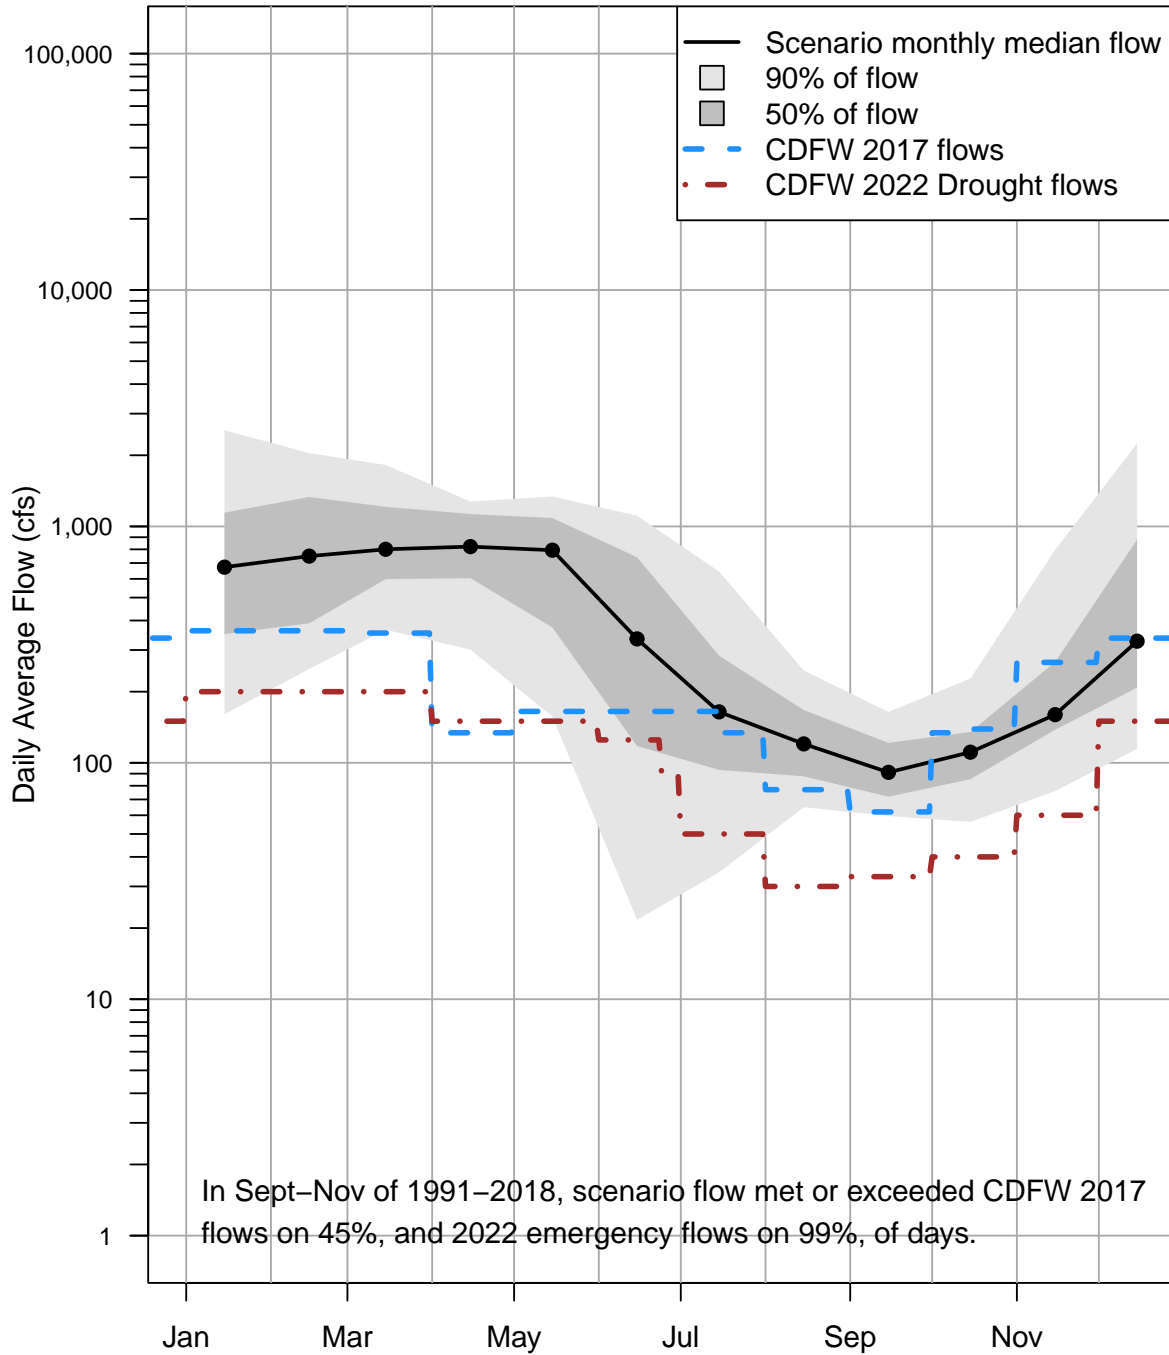 Scenario monthly median flow
90% of flow
50% of flow
CDFW 2017 flows
CDFW 2022 Drought flows
100,000
10,000
1,000
100
10
1
Daily Average Flow (cfs)
In Sept−Nov of 1991−2018, scenario flow met or exceeded CDFW 2017
flows on 45%, and 2022 emergency flows on 99%, of days.
Jan Mar May Jul Sep Nov